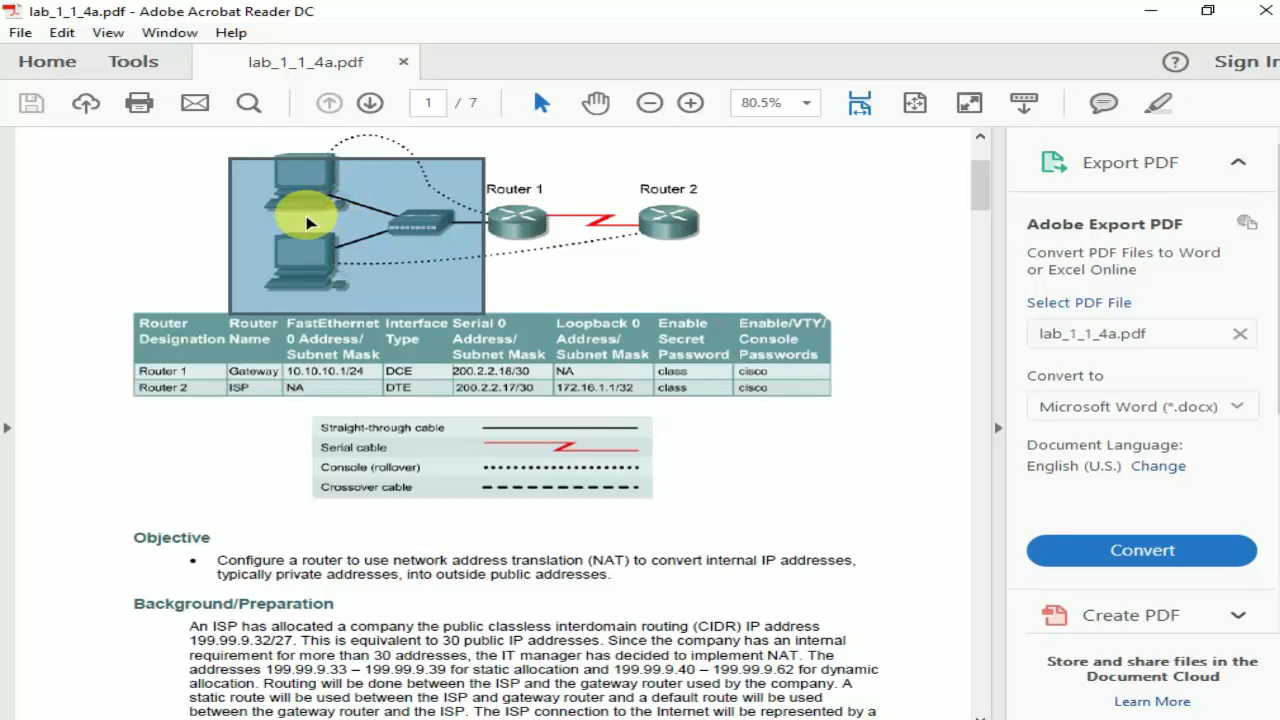 lab_1_1_4a.pdf - Adobe Acrobat Reader DC
File Edit View Window Help
Home Tools lab_1_1_4a.pdf × ? Sign In
1 / 7 80.5%
Router 1 Router 2
Router Designation Router Name FastEthernet 0 Address/ Subnet Mask Interface Type Serial 0 Address/ Subnet Mask Loopback 0 Address/ Subnet Mask Enable Secret Password Enable/VTY/ Console Passwords
Router 1 Gateway 10.10.10.1/24 DCE 200.2.2.18/30 NA class cisco
Router 2 ISP NA DTE 200.2.2.17/30 172.16.1.1/32 class cisco
Straight-through cable
Serial cable
Console (rollover)
Crossover cable
Objective
• Configure a router to use network address translation (NAT) to convert internal IP addresses,
typically private addresses, into outside public addresses.
Background/Preparation
An ISP has allocated a company the public classless interdomain routing (CIDR) IP address
199.99.9.32/27. This is equivalent to 30 public IP addresses. Since the company has an internal
requirement for more than 30 addresses, the IT manager has decided to implement NAT. The
addresses 199.99.9.33 – 199.99.9.39 for static allocation and 199.99.9.40 – 199.99.9.62 for dynamic
allocation. Routing will be done between the ISP and the gateway router used by the company. A
static route will be used between the ISP and gateway router and a default route will be used
between the gateway router and the ISP. The ISP connection to the Internet will be represented by a
Export PDF
Adobe Export PDF
Convert PDF Files to Word
or Excel Online
Select PDF File
lab_1_1_4a.pdf
Convert to
Microsoft Word (*.docx)
Document Language:
English (U.S.) Change
Convert
Create PDF
Store and share files in the
Document Cloud
Learn More